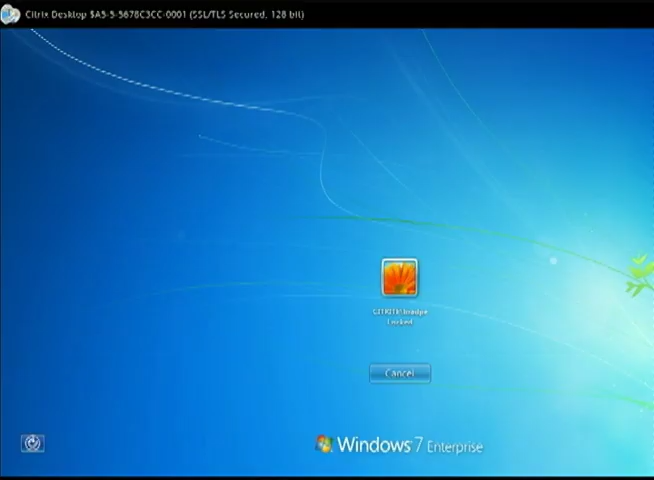 Citrix Desktop $A5-5-5678C3CC-0001 (SSL/TLS Secured, 128 bit)
Locked
Cancel
Windows 7 Enterprise